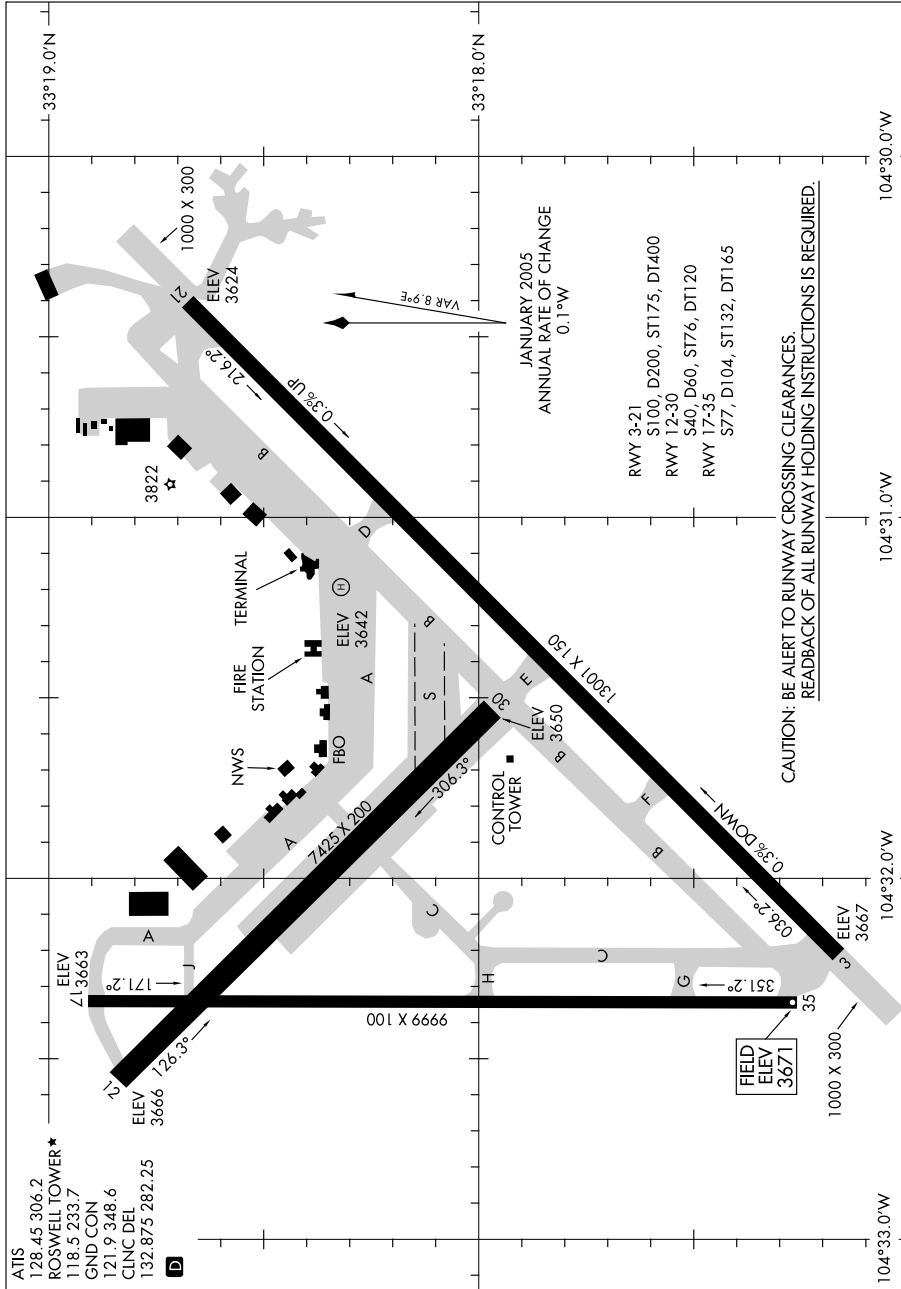 ATIS
128.45 306.2
ROSWELL TOWER★
118.5 233.7
GND CON
121.9 348.6
CLNC DEL
132.875 282.25
D
33°19.0'N
33°18.0'N
104°30.0'W
104°31.0'W
104°32.0'W
104°33.0'W
1000 X 300
21
ELEV
3624
216.2°
0.3% UP
VAR 8.9°E
JANUARY 2005
ANNUAL RATE OF CHANGE
0.1°W
3822
B
TERMINAL
D
H
ELEV
3642
FIRE
STATION
A
B
S
NWS
FBO
30
E
ELEV
3650
306.3°
CONTROL
TOWER
B
13001 X 150
A
7425 X 200
F
B
C
0.3% DOWN
036.2°
A
ELEV
3663
17
171.2°
J
H
C
G
351.2°
ELEV
3667
3
9999 X 100
126.3°
12
ELEV
3666
35
FIELD
ELEV
3671
1000 X 300
RWY 3-21
S100, D200, ST175, DT400
RWY 12-30
S40, D60, ST76, DT120
RWY 17-35
S77, D104, ST132, DT165
CAUTION: BE ALERT TO RUNWAY CROSSING CLEARANCES.
READBACK OF ALL RUNWAY HOLDING INSTRUCTIONS IS REQUIRED.